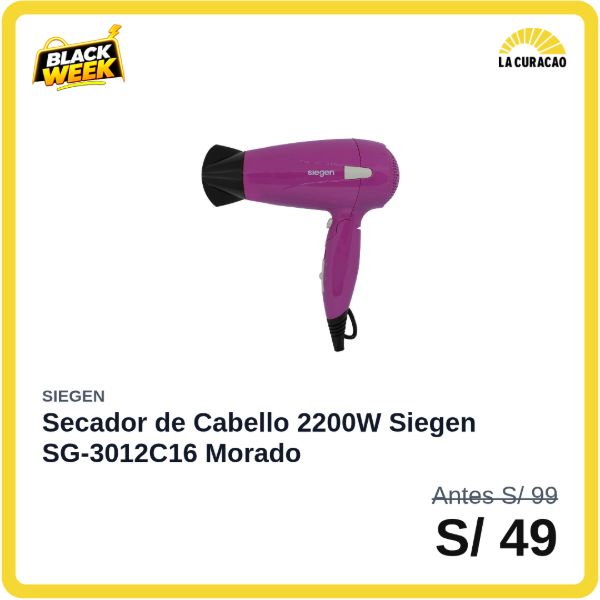 BLACK
WEEK
LA CURACAO
siegen
SIEGEN
Secador de Cabello 2200W Siegen
SG-3012C16 Morado
Antes S/ 99
S/ 49